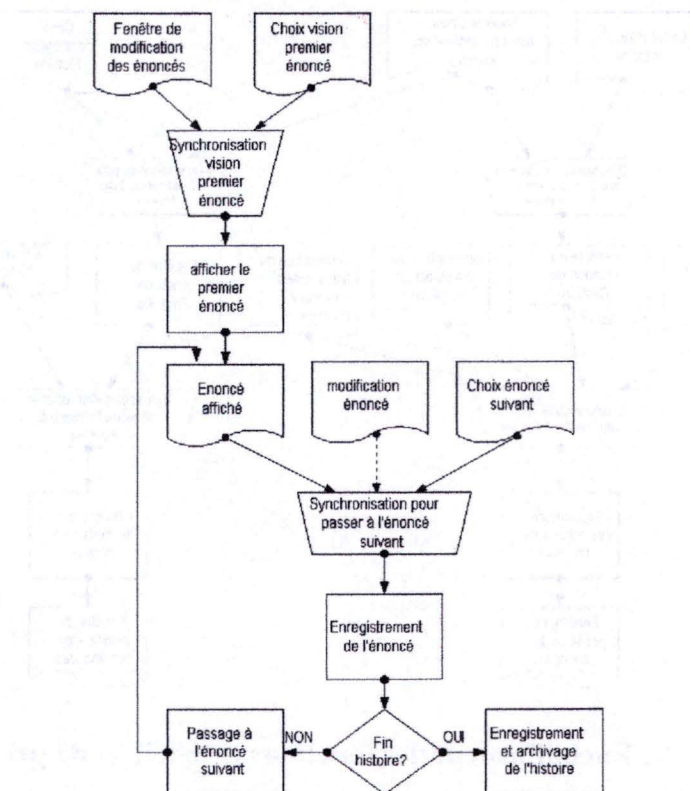 Fenêtre de
modification
des énoncés
Choix vision
premier
énoncé
Synchronisation
vision
premier
énoncé
afficher le
premier
énoncé
Enoncé
affiché
modification
énoncé
Choix énoncé
suivant
Synchronisation pour
passer à l'énoncé
suivant
Enregistrement
de l'énoncé
Passage à
l'énoncé
suivant
NON
Fin
histoire?
OUI
Enregistrement
et archivage
de l'histoire